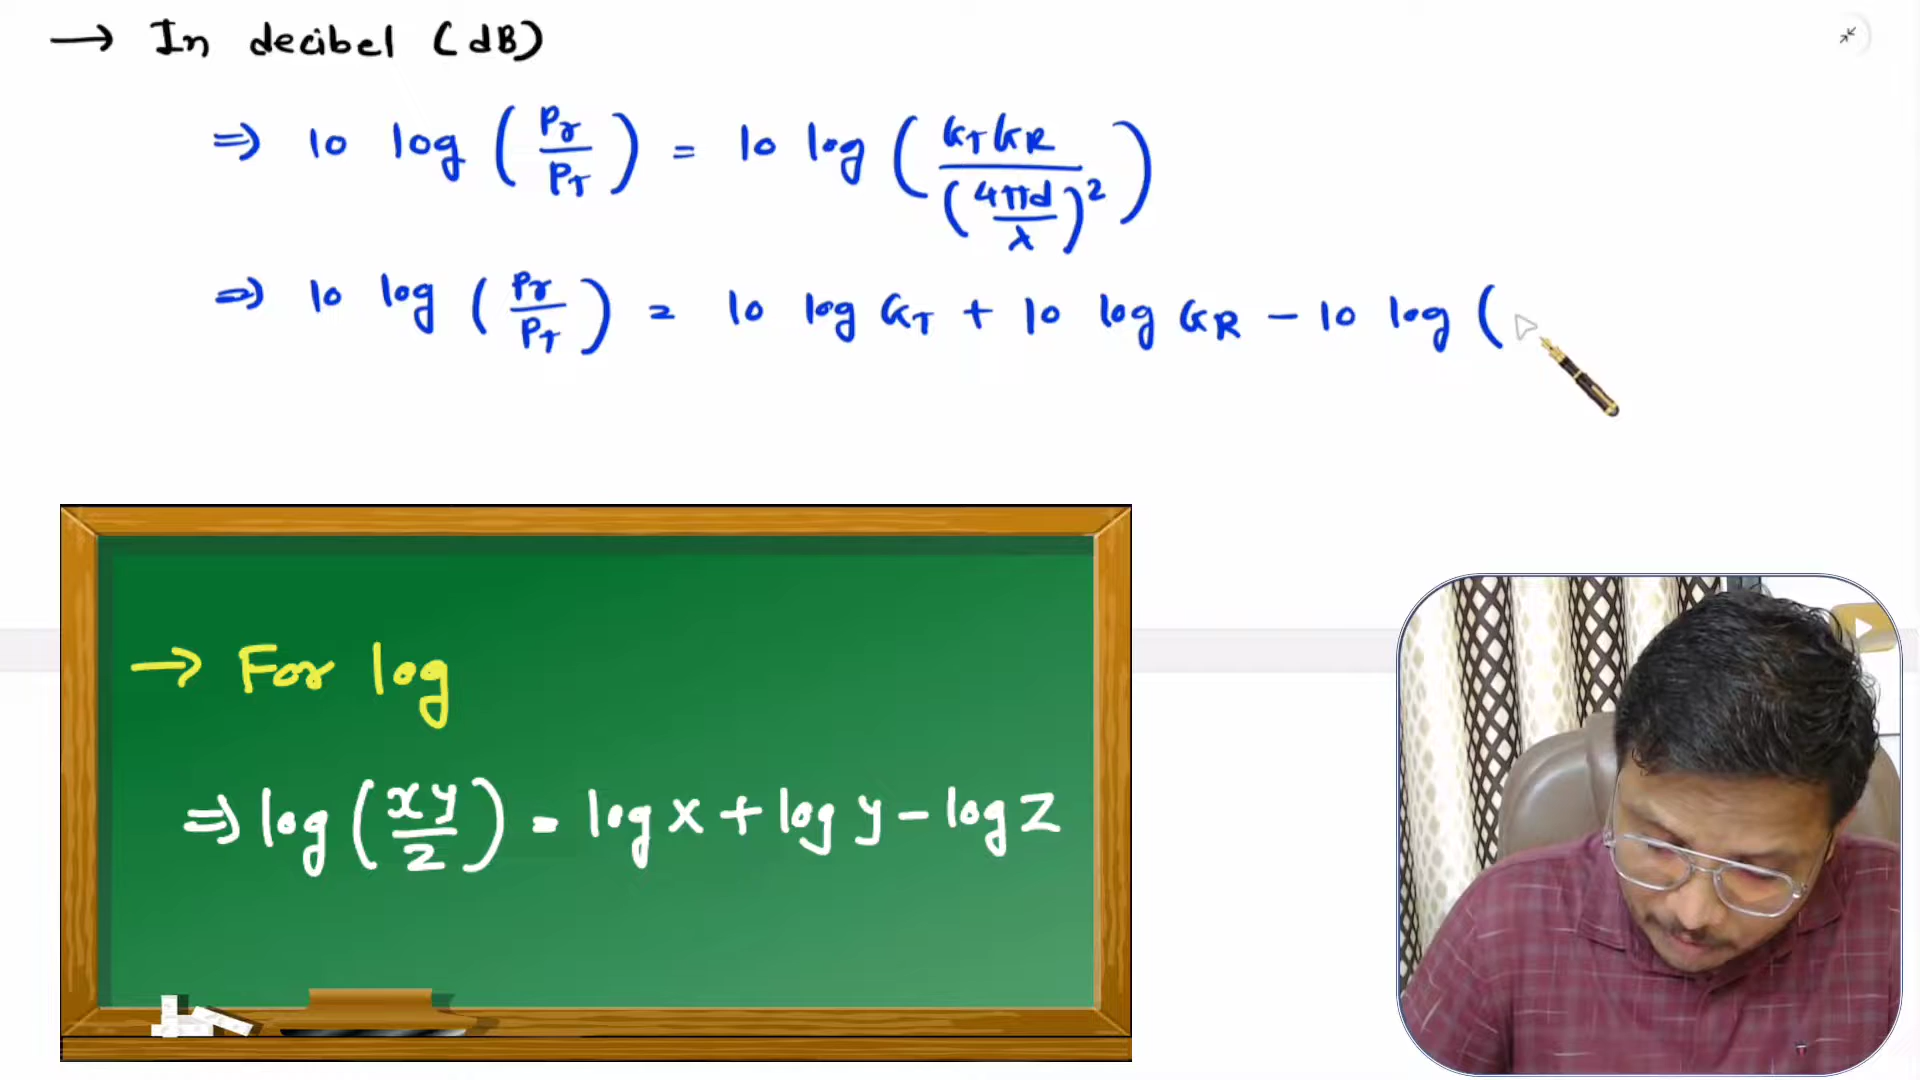 → In decibel (dB)
⇒ 10 log (Pr/PT) = 10 log (GTGR/(4πd/λ)²)
⇒ 10 log (Pr/PT) = 10 log GT + 10 log GR - 10 log (
→ For log
⇒ log (xy/z) = log x + log y - log z